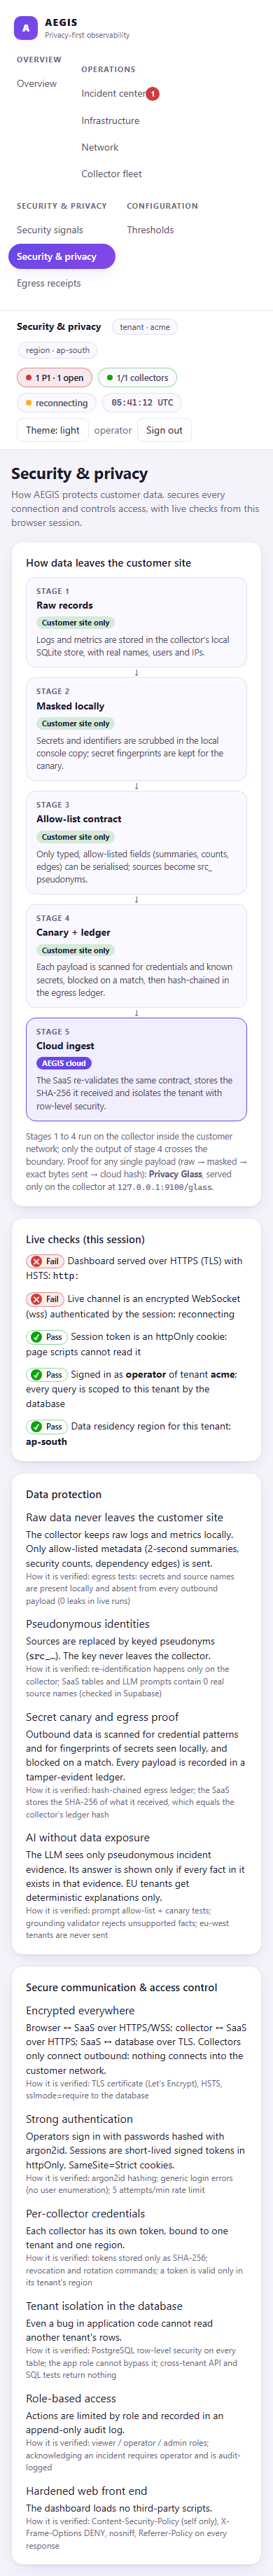 A
AEGIS
Privacy-first observability
OVERVIEW
Overview
OPERATIONS
Incident center 1
Infrastructure
Network
Collector fleet
SECURITY & PRIVACY
Security signals
Security & privacy
Egress receipts
CONFIGURATION
Thresholds
Security & privacy
tenant · acme
region · ap-south
1 P1 · 1 open
1/1 collectors
reconnecting
05:41:12 UTC
Theme: light
operator
Sign out
Security & privacy
How AEGIS protects customer data, secures every
connection and controls access, with live checks from this
browser session.
How data leaves the customer site
STAGE 1
Raw records
Customer site only
Logs and metrics are stored in the collector's local
SQLite store, with real names, users and IPs.
↓
STAGE 2
Masked locally
Customer site only
Secrets and identifiers are scrubbed in the local
console copy; secret fingerprints are kept for the
canary.
↓
STAGE 3
Allow-list contract
Customer site only
Only typed, allow-listed fields (summaries, counts,
edges) can be serialised; sources become src_
pseudonyms.
↓
STAGE 4
Canary + ledger
Customer site only
Each payload is scanned for credentials and known
secrets, blocked on a match, then hash-chained in
the egress ledger.
↓
STAGE 5
Cloud ingest
AEGIS cloud
The SaaS re-validates the same contract, stores the
SHA-256 it received and isolates the tenant with
row-level security.
Stages 1 to 4 run on the collector inside the customer
network; only the output of stage 4 crosses the
boundary. Proof for any single payload (raw → masked →
exact bytes sent → cloud hash): Privacy Glass, served
only on the collector at 127.0.0.1:9100/glass.
Live checks (this session)
Fail Dashboard served over HTTPS (TLS) with
HSTS: http:
Fail Live channel is an encrypted WebSocket
(wss) authenticated by the session: reconnecting
Pass Session token is an httpOnly cookie:
page scripts cannot read it
Pass Signed in as operator of tenant acme;
every query is scoped to this tenant by the
database
Pass Data residency region for this tenant:
ap-south
Data protection
Raw data never leaves the customer site
The collector keeps raw logs and metrics locally.
Only allow-listed metadata (2-second summaries,
security counts, dependency edges) is sent.
How it is verified: egress tests: secrets and source names
are present locally and absent from every outbound
payload (0 leaks in live runs)
Pseudonymous identities
Sources are replaced by keyed pseudonyms
(src_…). The key never leaves the collector.
How it is verified: re-identification happens only on the
collector; SaaS tables and LLM prompts contain 0 real
source names (checked in Supabase)
Secret canary and egress proof
Outbound data is scanned for credential patterns
and for fingerprints of secrets seen locally, and
blocked on a match. Every payload is recorded in a
tamper-evident ledger.
How it is verified: hash-chained egress ledger; the SaaS
stores the SHA-256 of what it received, which equals the
collector's ledger hash
AI without data exposure
The LLM sees only pseudonymous incident
evidence. Its answer is shown only if every fact in it
exists in that evidence. EU tenants get
deterministic explanations only.
How it is verified: prompt allow-list + canary tests;
grounding validator rejects unsupported facts; eu-west
tenants are never sent
Secure communication & access control
Encrypted everywhere
Browser ↔ SaaS over HTTPS/WSS; collector ↔ SaaS
over HTTPS; SaaS ↔ database over TLS. Collectors
only connect outbound: nothing connects into the
customer network.
How it is verified: TLS certificate (Let's Encrypt), HSTS,
sslmode=require to the database
Strong authentication
Operators sign in with passwords hashed with
argon2id. Sessions are short-lived signed tokens in
httpOnly, SameSite=Strict cookies.
How it is verified: argon2id hashing; generic login errors
(no user enumeration); 5 attempts/min rate limit
Per-collector credentials
Each collector has its own token, bound to one
tenant and one region.
How it is verified: tokens stored only as SHA-256;
revocation and rotation commands; a token is valid only in
its tenant's region
Tenant isolation in the database
Even a bug in application code cannot read
another tenant's rows.
How it is verified: PostgreSQL row-level security on every
table; the app role cannot bypass it; cross-tenant API and
SQL tests return nothing
Role-based access
Actions are limited by role and recorded in an
append-only audit log.
How it is verified: viewer / operator / admin roles;
acknowledging an incident requires operator and is audit-
logged
Hardened web front end
The dashboard loads no third-party scripts.
How it is verified: Content-Security-Policy (self only), X-
Frame-Options DENY, nosniff, Referrer-Policy on every
response